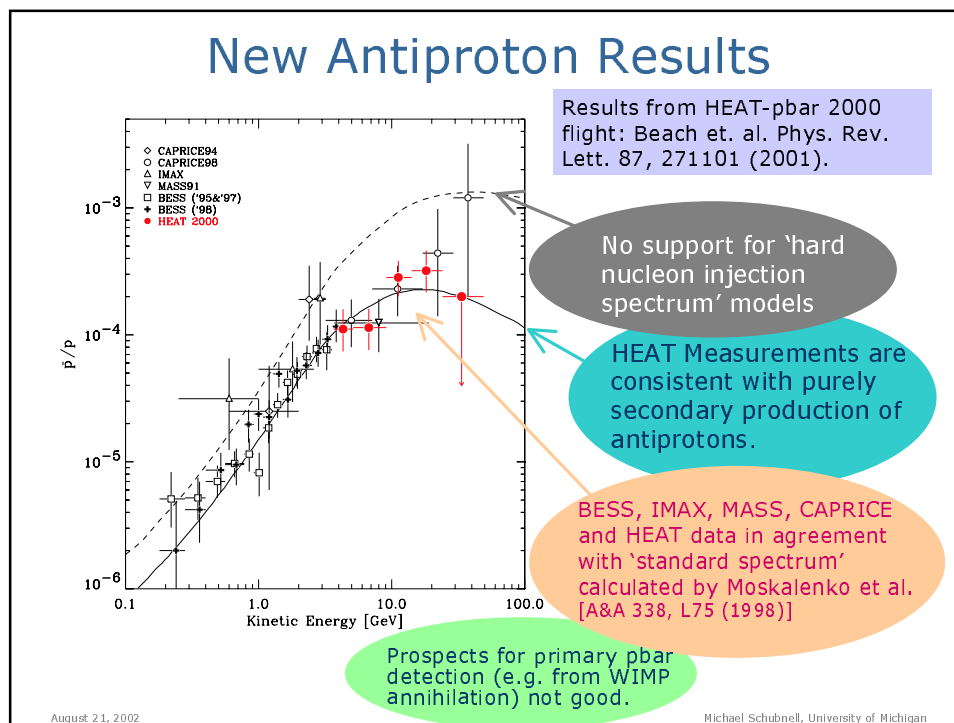 New Antiproton Results
Results from HEAT-pbar 2000
flight: Beach et. al. Phys. Rev.
Lett. 87, 271101 (2001).
CAPRICE94
CAPRICE98
IMAX
MASS91
BESS ('95&'97)
BESS ('98)
HEAT 2000
10⁻³
10⁻⁴
10⁻⁵
10⁻⁶
p̄/p
0.1
1.0
10.0
100.0
Kinetic Energy [GeV]
No support for ‘hard
nucleon injection
spectrum’ models
HEAT Measurements are
consistent with purely
secondary production of
antiprotons.
BESS, IMAX, MASS, CAPRICE
and HEAT data in agreement
with ‘standard spectrum’
calculated by Moskalenko et al.
[A&A 338, L75 (1998)]
Prospects for primary pbar
detection (e.g. from WIMP
annihilation) not good.
August 21, 2002
Michael Schubnell, University of Michigan